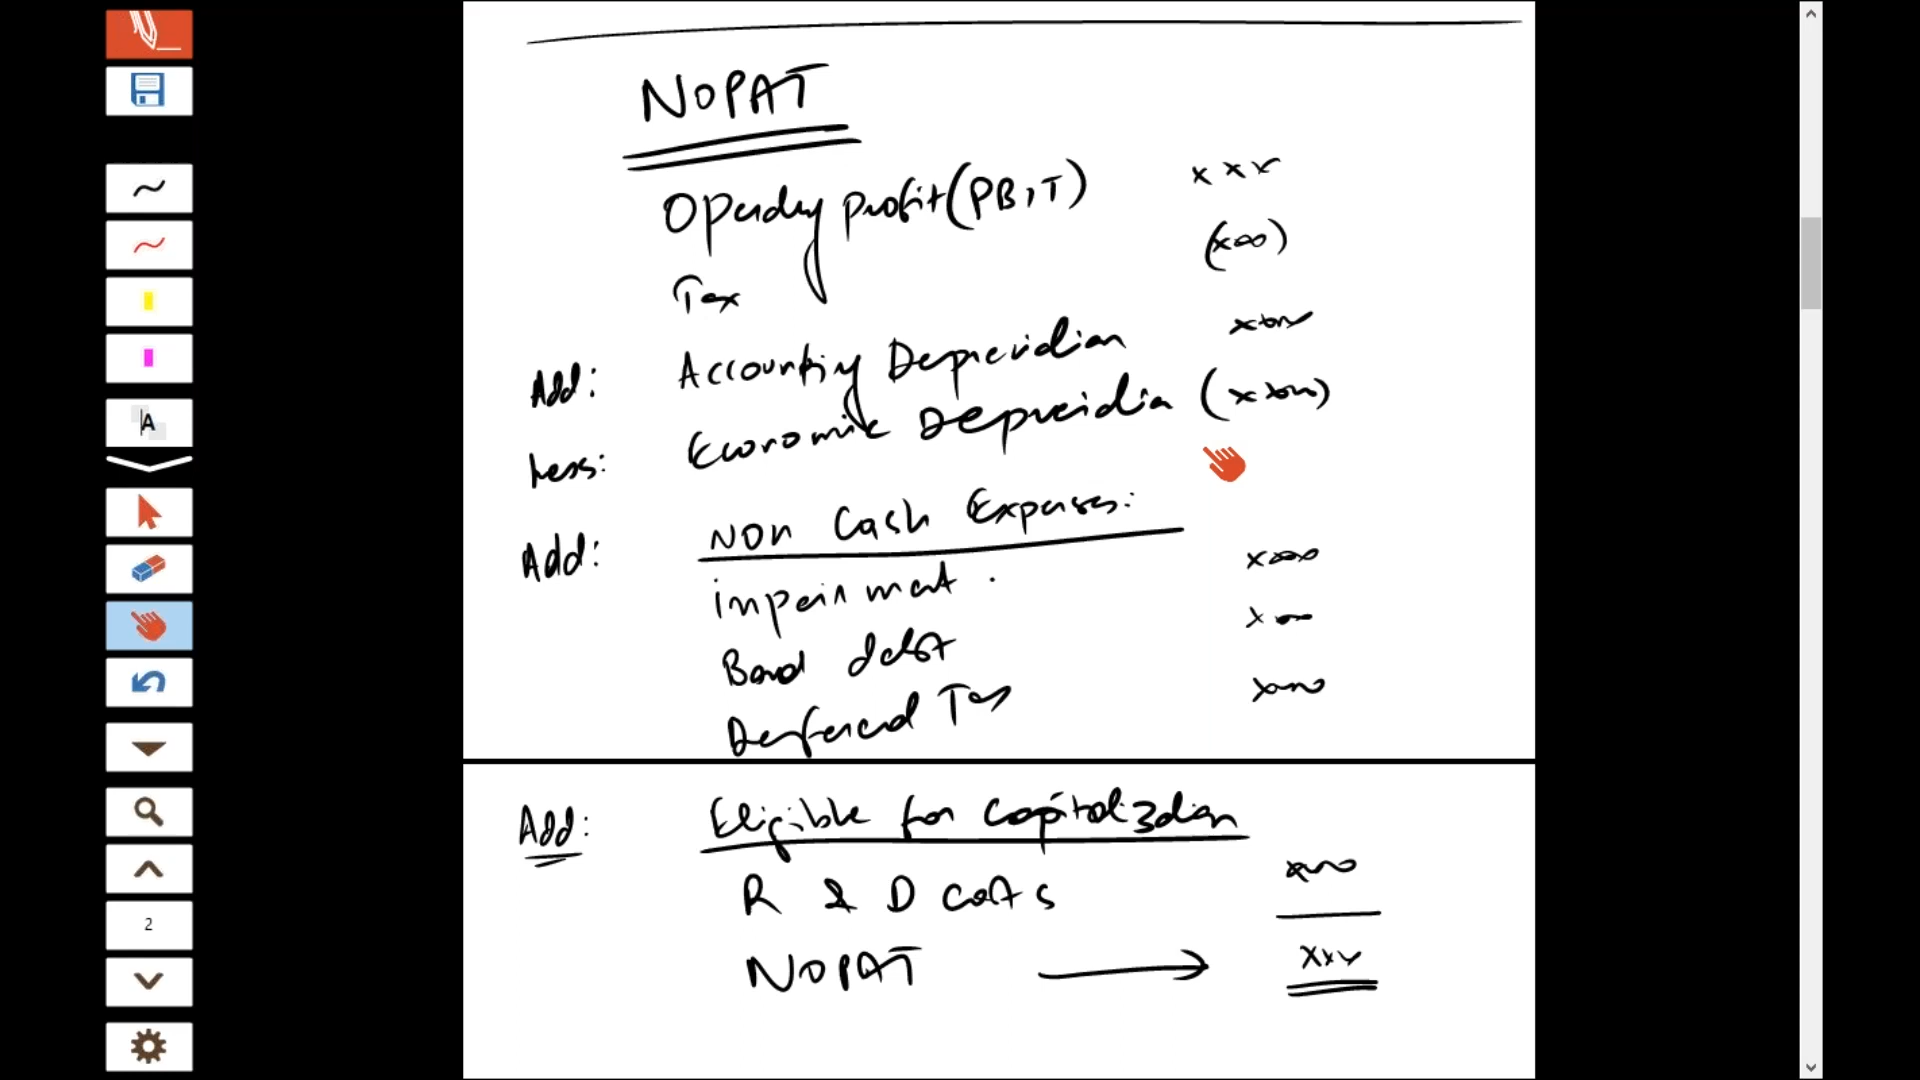 NOPAT
Operating profit (PBIT) xxx
Tax (xxx)
Add: Accounting Depreciation xxx
Less: Economic Depreciation (xxx)
Add: Non Cash Expenses:
impairment xxx
Bad debt xxx
Deferred Tax xxx
Add: Eligible for Capitalization
R & D costs xxx
NOPAT → xxx
A
2